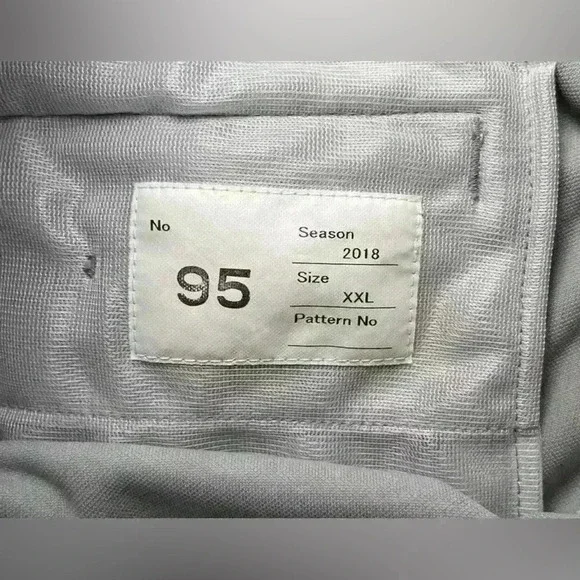 No
95
Season
2018
Size
XXL
Pattern No